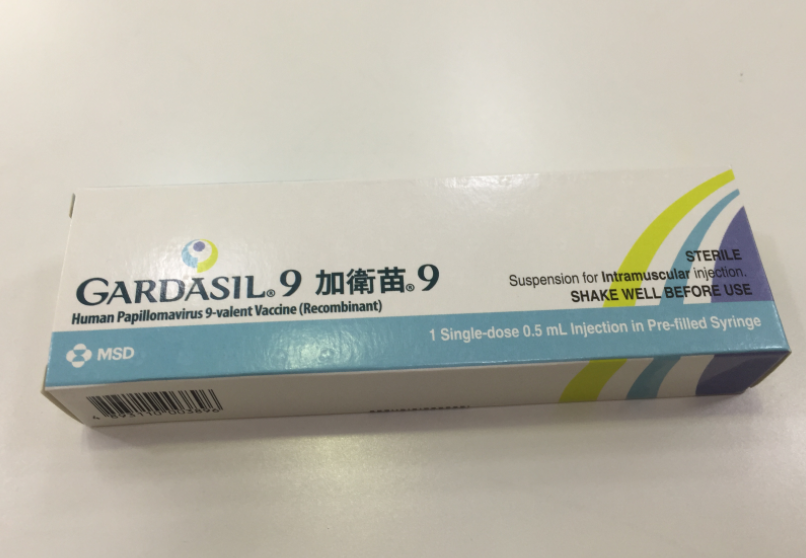 GARDASIL®9 加衛苗®9
Human Papillomavirus 9-valent Vaccine (Recombinant)
MSD
STERILE
Suspension for Intramuscular injection.
SHAKE WELL BEFORE USE
1 Single-dose 0.5 mL Injection in Pre-filled Syringe